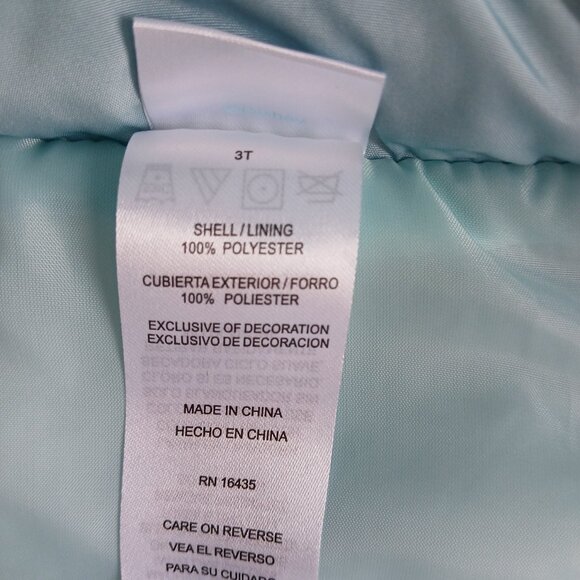 3T
SHELL/LINING
100% POLYESTER
CUBIERTA EXTERIOR/FORRO
100% POLIESTER
EXCLUSIVE OF DECORATION
EXCLUSIVO DE DECORACION
MADE IN CHINA
HECHO EN CHINA
RN 16435
CARE ON REVERSE
VEA EL REVERSO
PARA SU CUIDADO